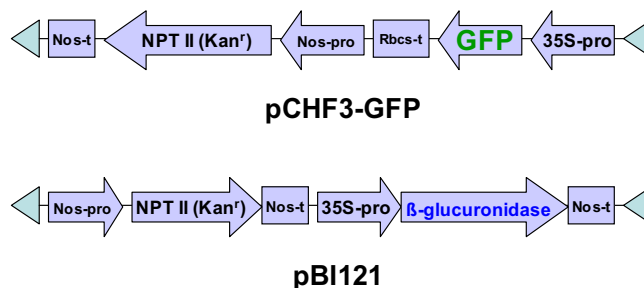 Nos-t NPT II (Kanʳ) Nos-pro Rbcs-t GFP 35S-pro
pCHF3-GFP
Nos-pro NPT II (Kanʳ) Nos-t 35S-pro ß-glucuronidase Nos-t
pBI121